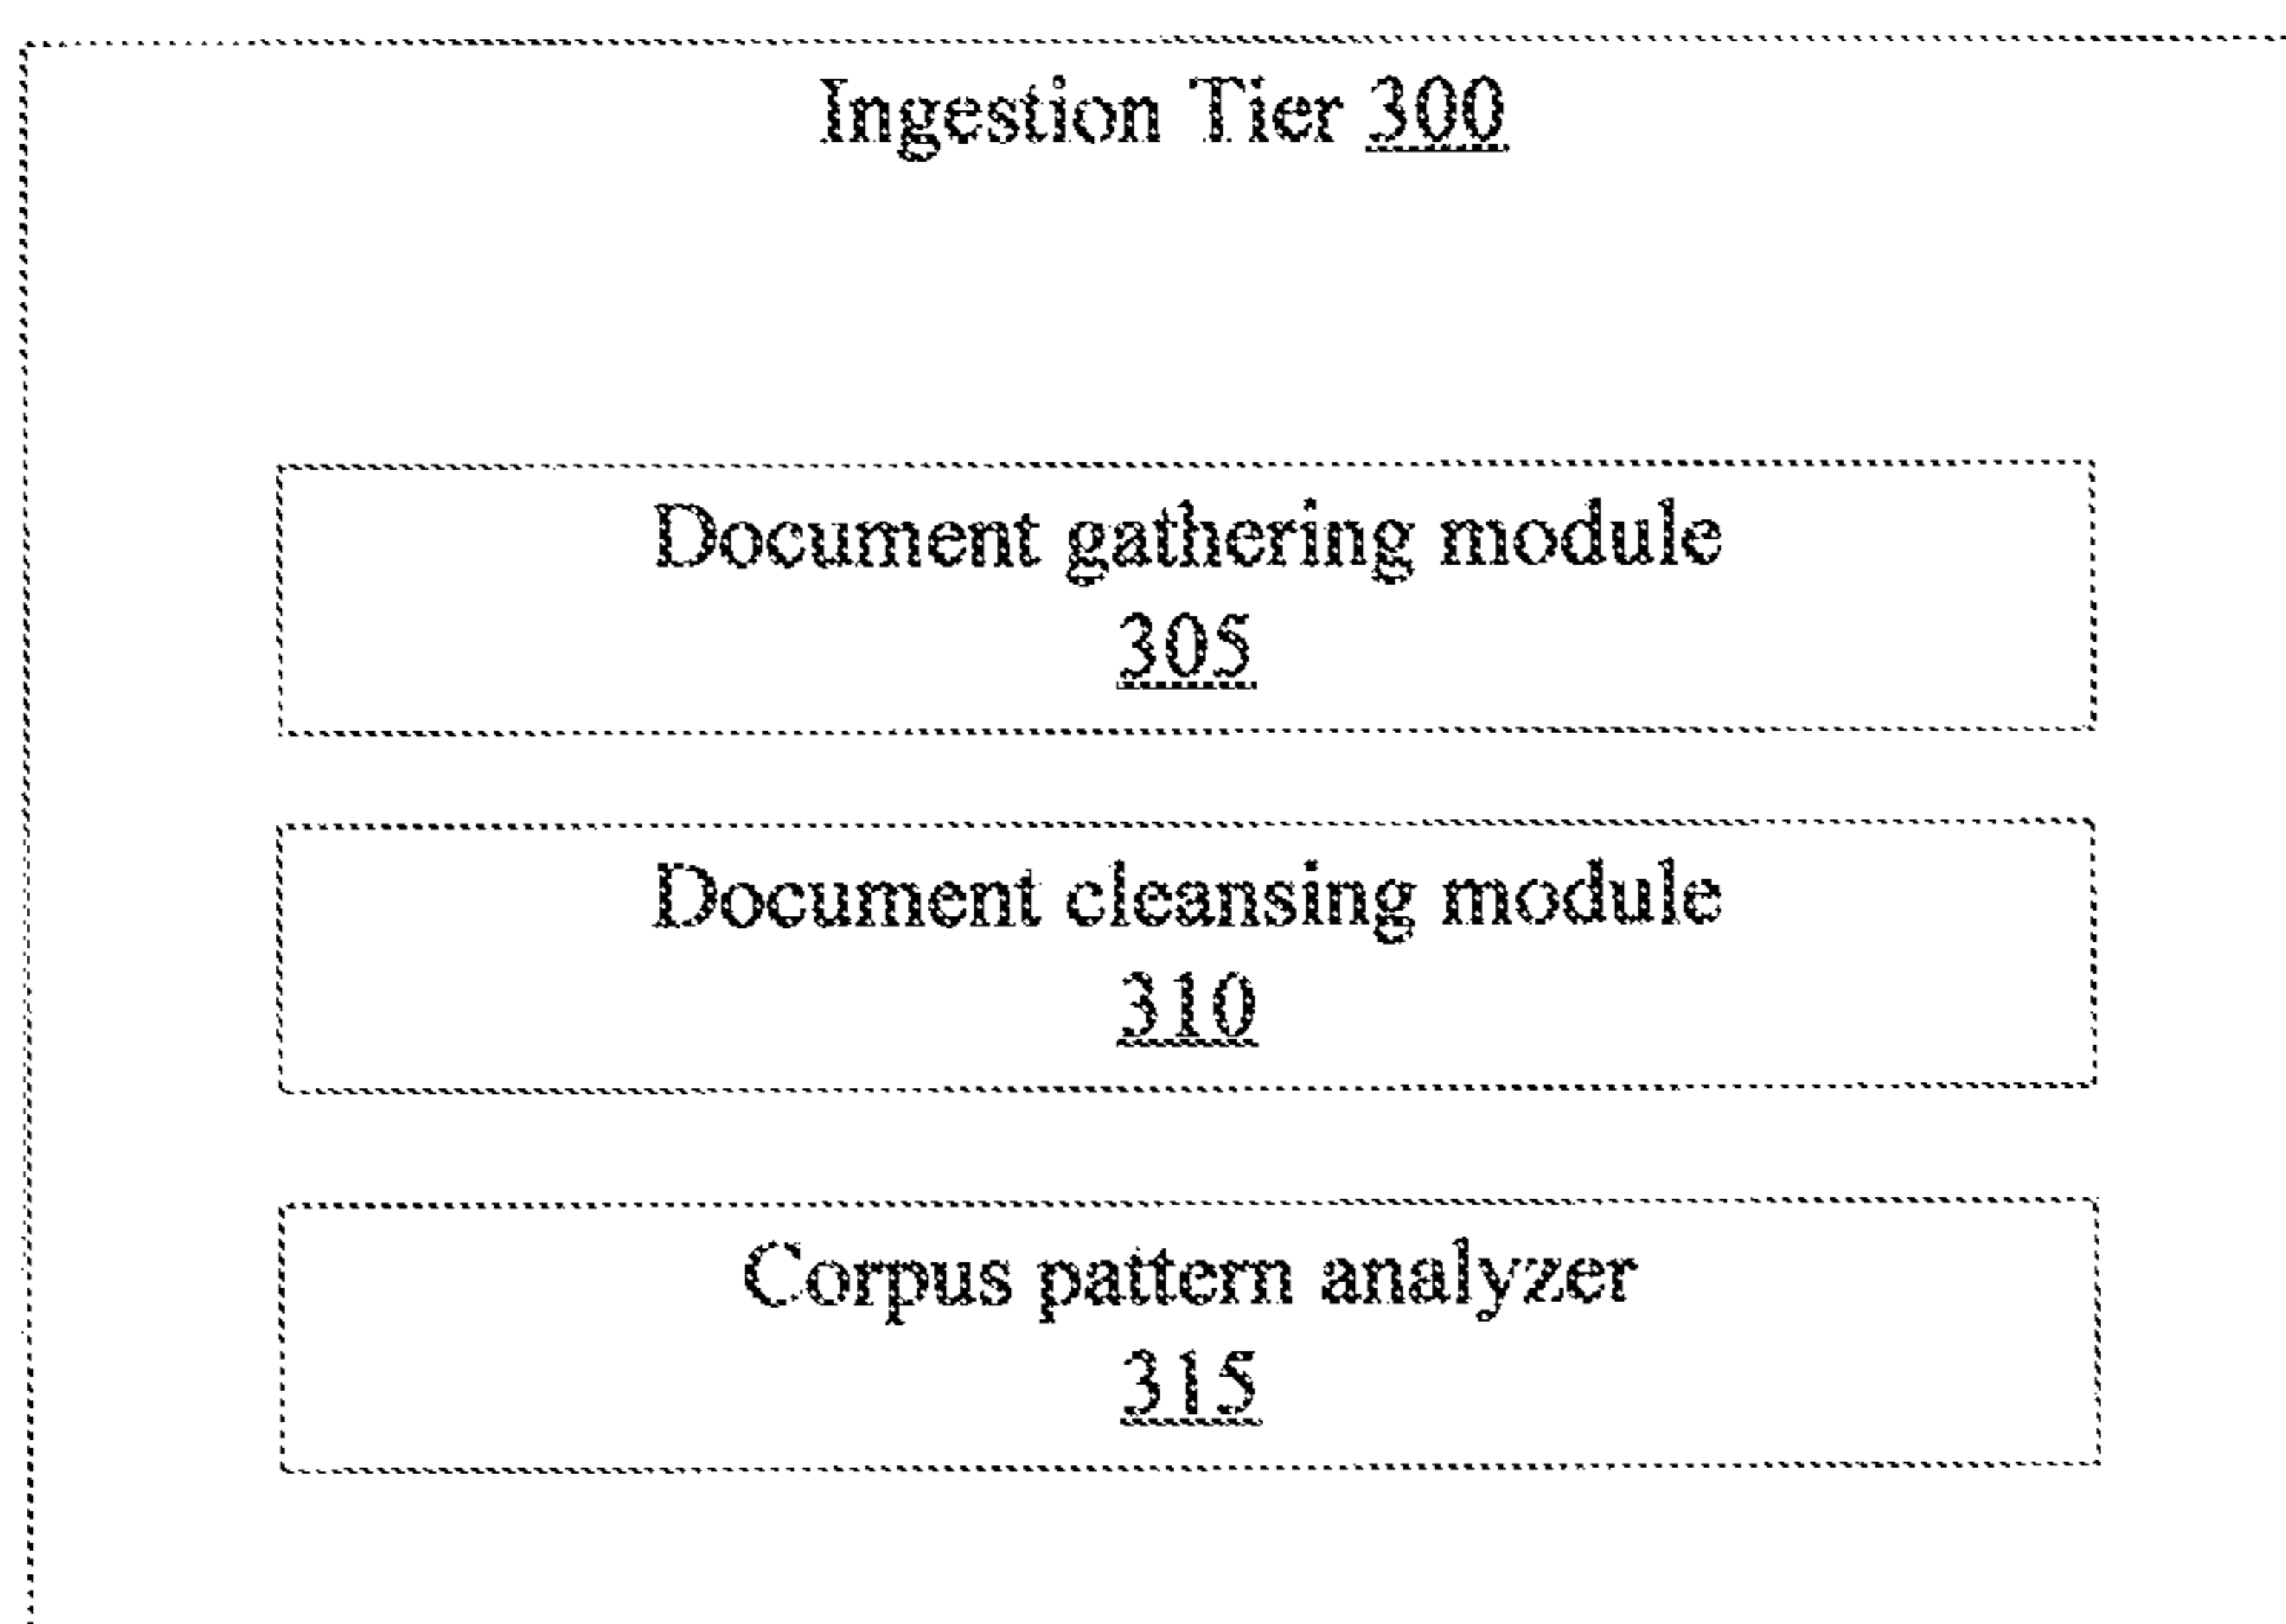 Ingestion Tier 300
Document gathering module
305
Document cleansing module
310
Corpus pattern analyzer
315